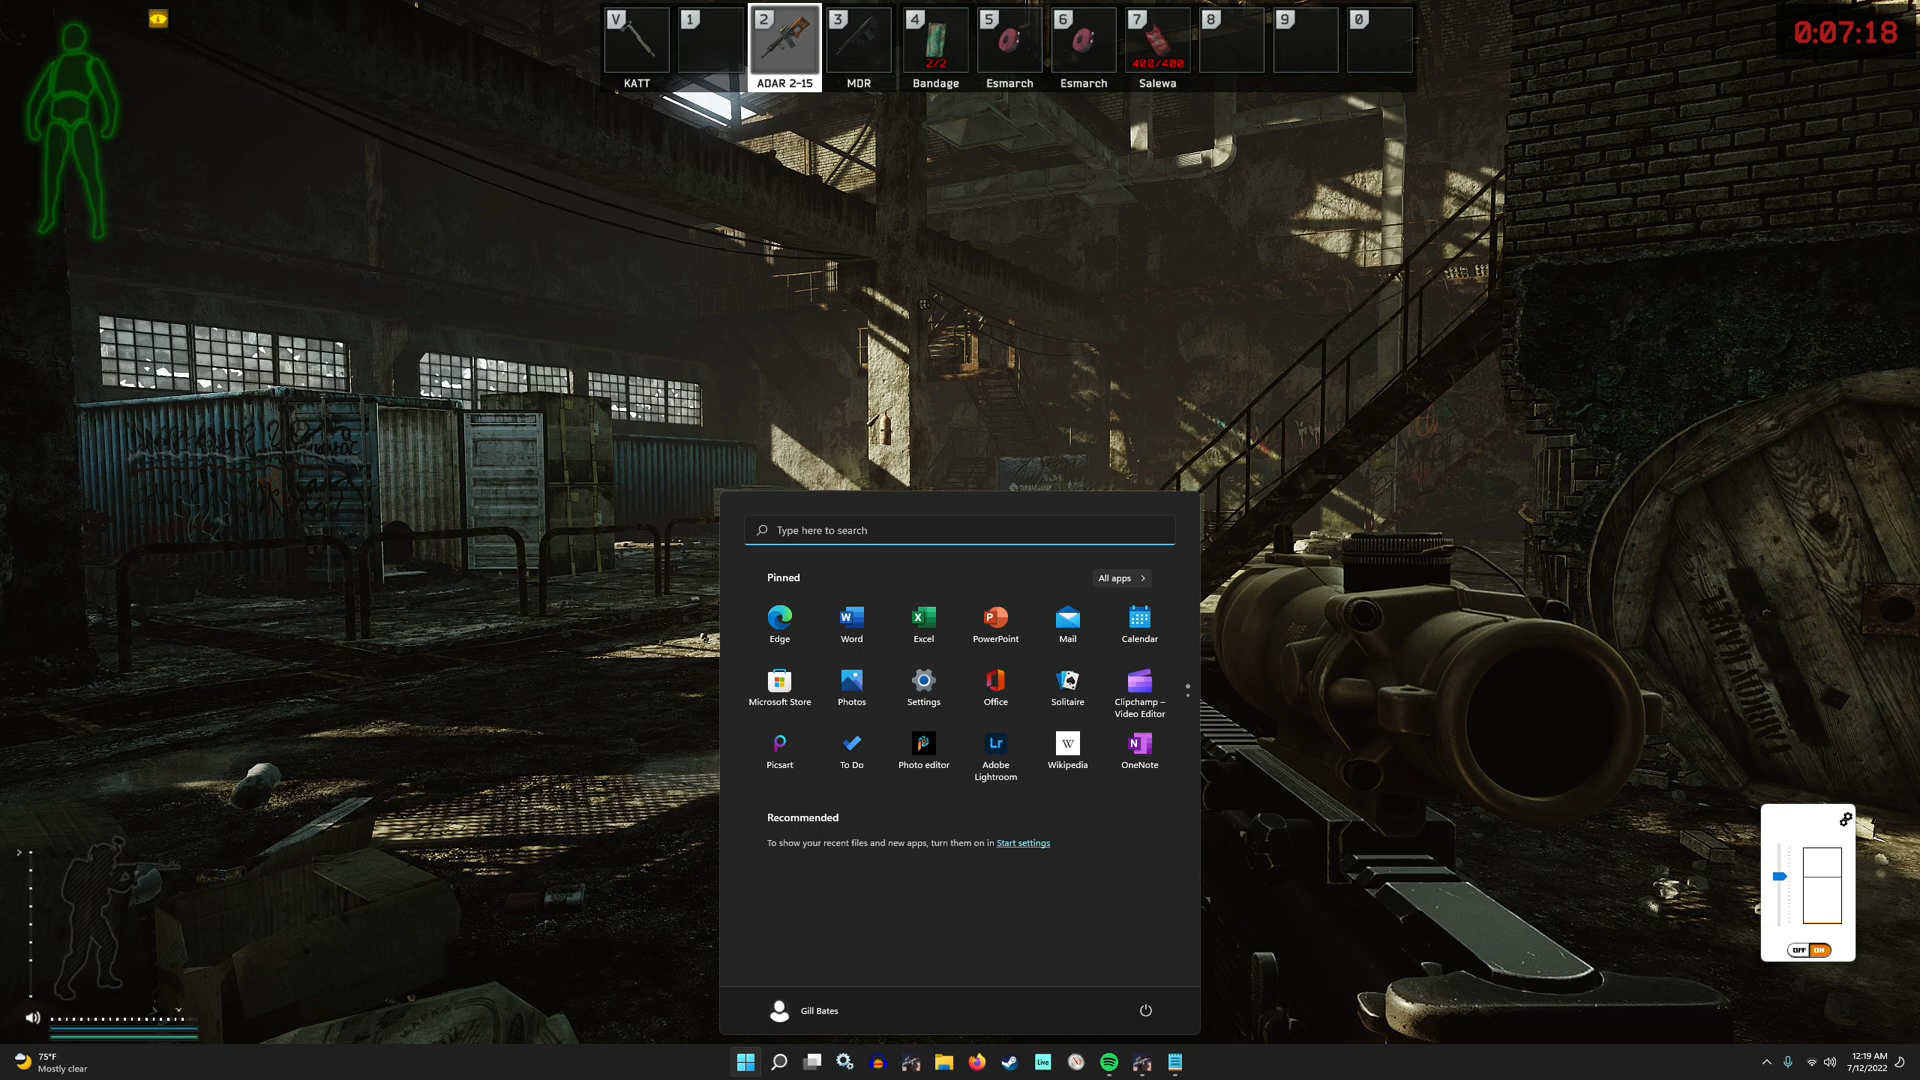 V 1 2 3 4 5 6 7 8 9 0
2/2
400/400
KATT ADAR 2-15 MDR Bandage Esmarch Esmarch Salewa
0:07:18
TERRAGROUP
Type here to search
Pinned
All apps
Edge Word Excel PowerPoint Mail Calendar
Microsoft Store Photos Settings Office Solitaire Clipchamp –
Video Editor
Picsart To Do Photo editor Adobe
Lightroom
Wikipedia OneNote
Recommended
To show your recent files and new apps, turn them on in Start settings
Gill Bates
OFF ON
75°F
Mostly clear
Live
12:19 AM
7/12/2022